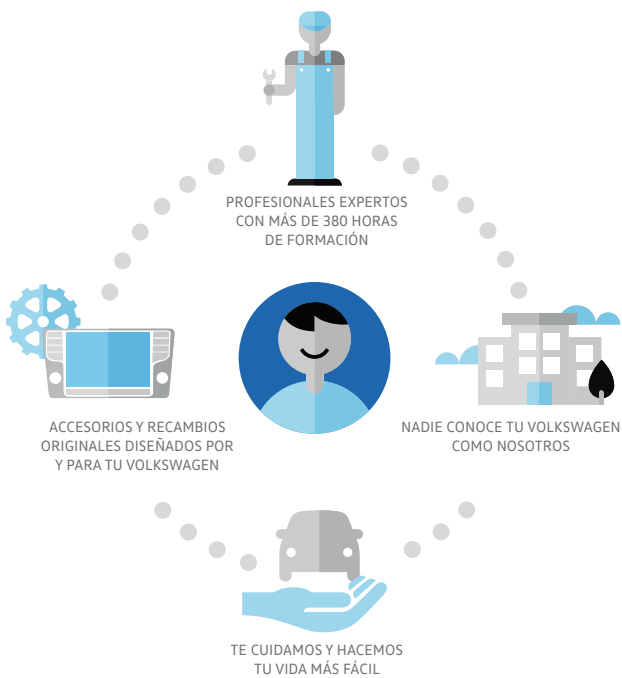 PROFESIONALES EXPERTOS
CON MÁS DE 380 HORAS
DE FORMACIÓN
ACCESORIOS Y RECAMBIOS
ORIGINALES DISEÑADOS POR
Y PARA TU VOLKSWAGEN
NADIE CONOCE TU VOLKSWAGEN
COMO NOSOTROS
TE CUIDAMOS Y HACEMOS
TU VIDA MÁS FÁCIL